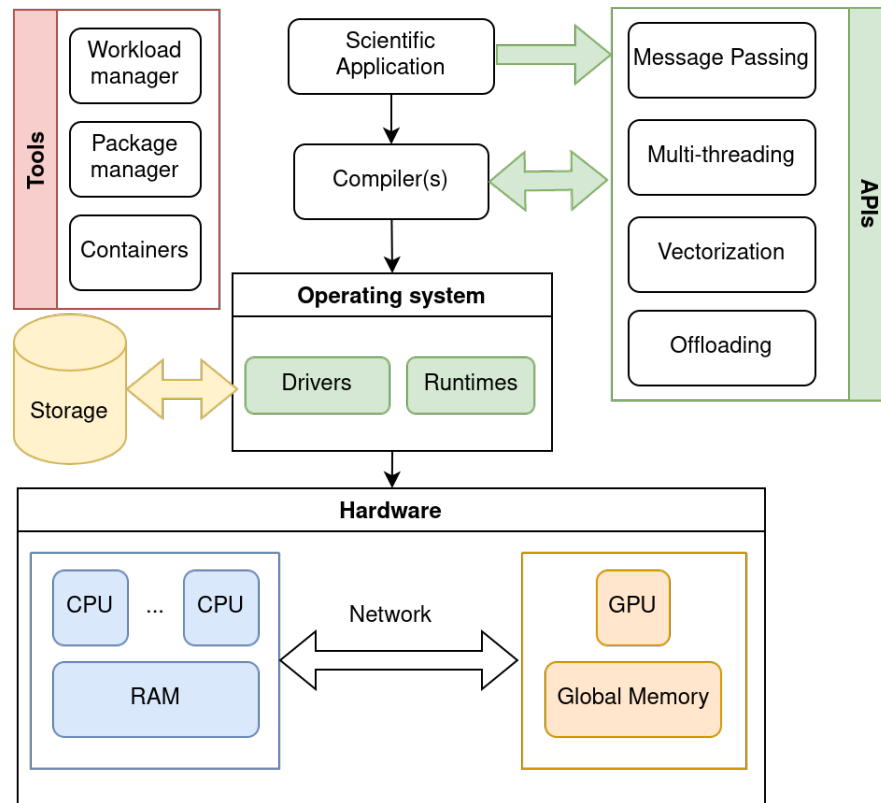 Tools
Workload
manager
Package
manager
Containers
Scientific
Application
Compiler(s)
Message Passing
Multi-threading
Vectorization
Offloading
APIs
Operating system
Drivers
Runtimes
Storage
Hardware
CPU
...
CPU
RAM
Network
GPU
Global Memory